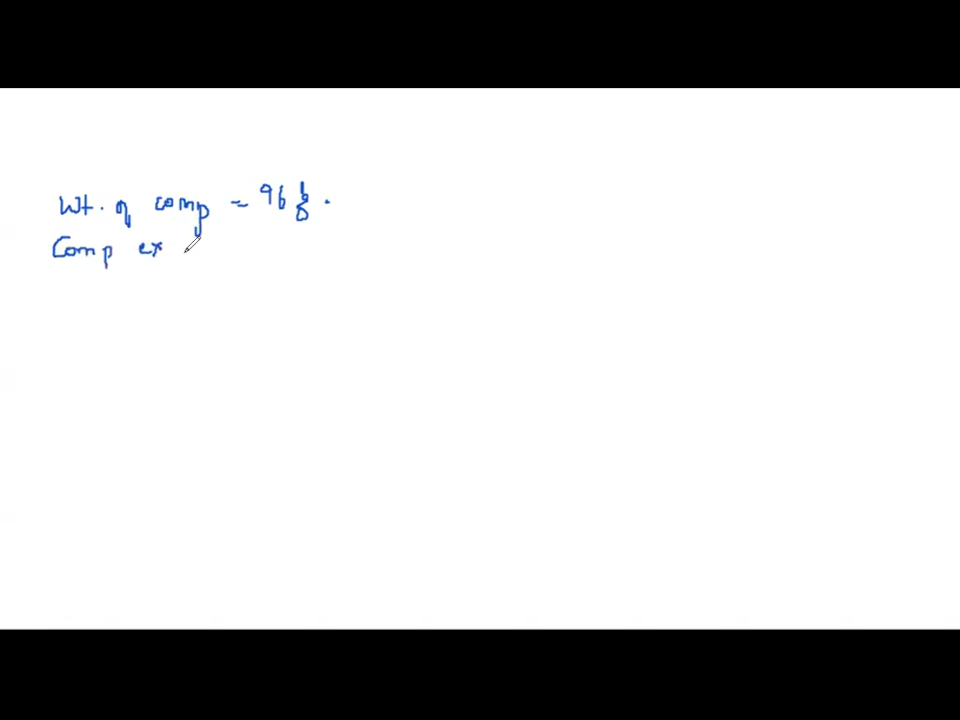 Wt. of comp = 96 g.
Comp ex